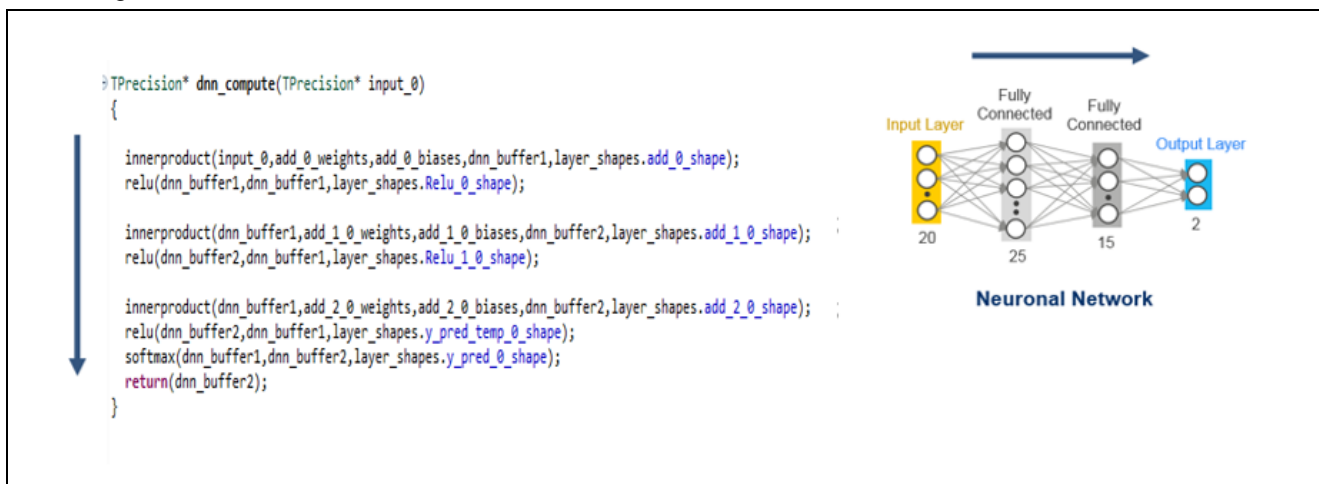 TPrecision* dnn_compute(TPrecision* input_0)
{
innerproduct(input_0,add_0_weights,add_0_biases,dnn_buffer1,layer_shapes.add_0_shape);
relu(dnn_buffer1,dnn_buffer1,layer_shapes.Relu_0_shape);
innerproduct(dnn_buffer1,add_1_0_weights,add_1_0_biases,dnn_buffer2,layer_shapes.add_1_0_shape);
relu(dnn_buffer2,dnn_buffer1,layer_shapes.Relu_1_0_shape);
innerproduct(dnn_buffer1,add_2_0_weights,add_2_0_biases,dnn_buffer2,layer_shapes.add_2_0_shape);
relu(dnn_buffer2,dnn_buffer1,layer_shapes.y_pred_temp_0_shape);
softmax(dnn_buffer1,dnn_buffer2,layer_shapes.y_pred_0_shape);
return(dnn_buffer2);
}
Input Layer
Fully
Connected
Fully
Connected
Output Layer
20
25
15
2
Neuronal Network